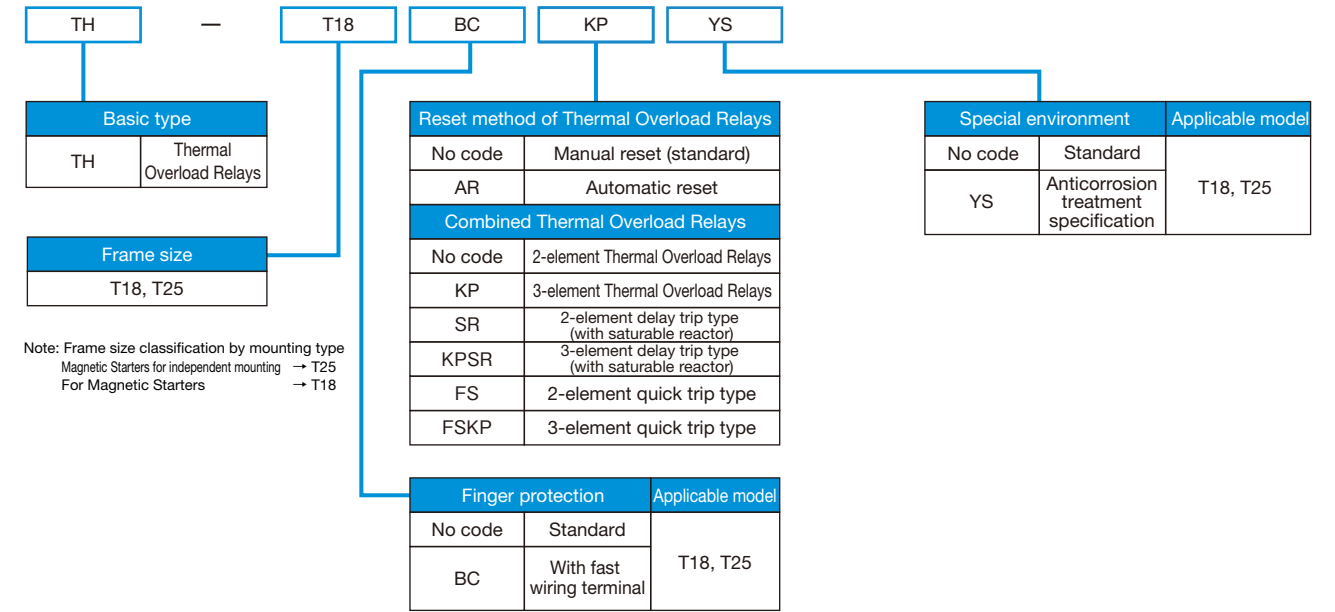 TH — T18 BC KP YS
Basic type
TH Thermal
Overload Relays
Frame size
T18, T25
Note: Frame size classification by mounting type
Magnetic Starters for independent mounting → T25
For Magnetic Starters → T18
Reset method of Thermal Overload Relays
No code Manual reset (standard)
AR Automatic reset
Combined Thermal Overload Relays
No code 2-element Thermal Overload Relays
KP 3-element Thermal Overload Relays
SR 2-element delay trip type
(with saturable reactor)
KPSR 3-element delay trip type
(with saturable reactor)
FS 2-element quick trip type
FSKP 3-element quick trip type
Finger protection Applicable model
No code Standard
BC With fast
wiring terminal
T18, T25
Special environment Applicable model
No code Standard
YS Anticorrosion
treatment
specification
T18, T25